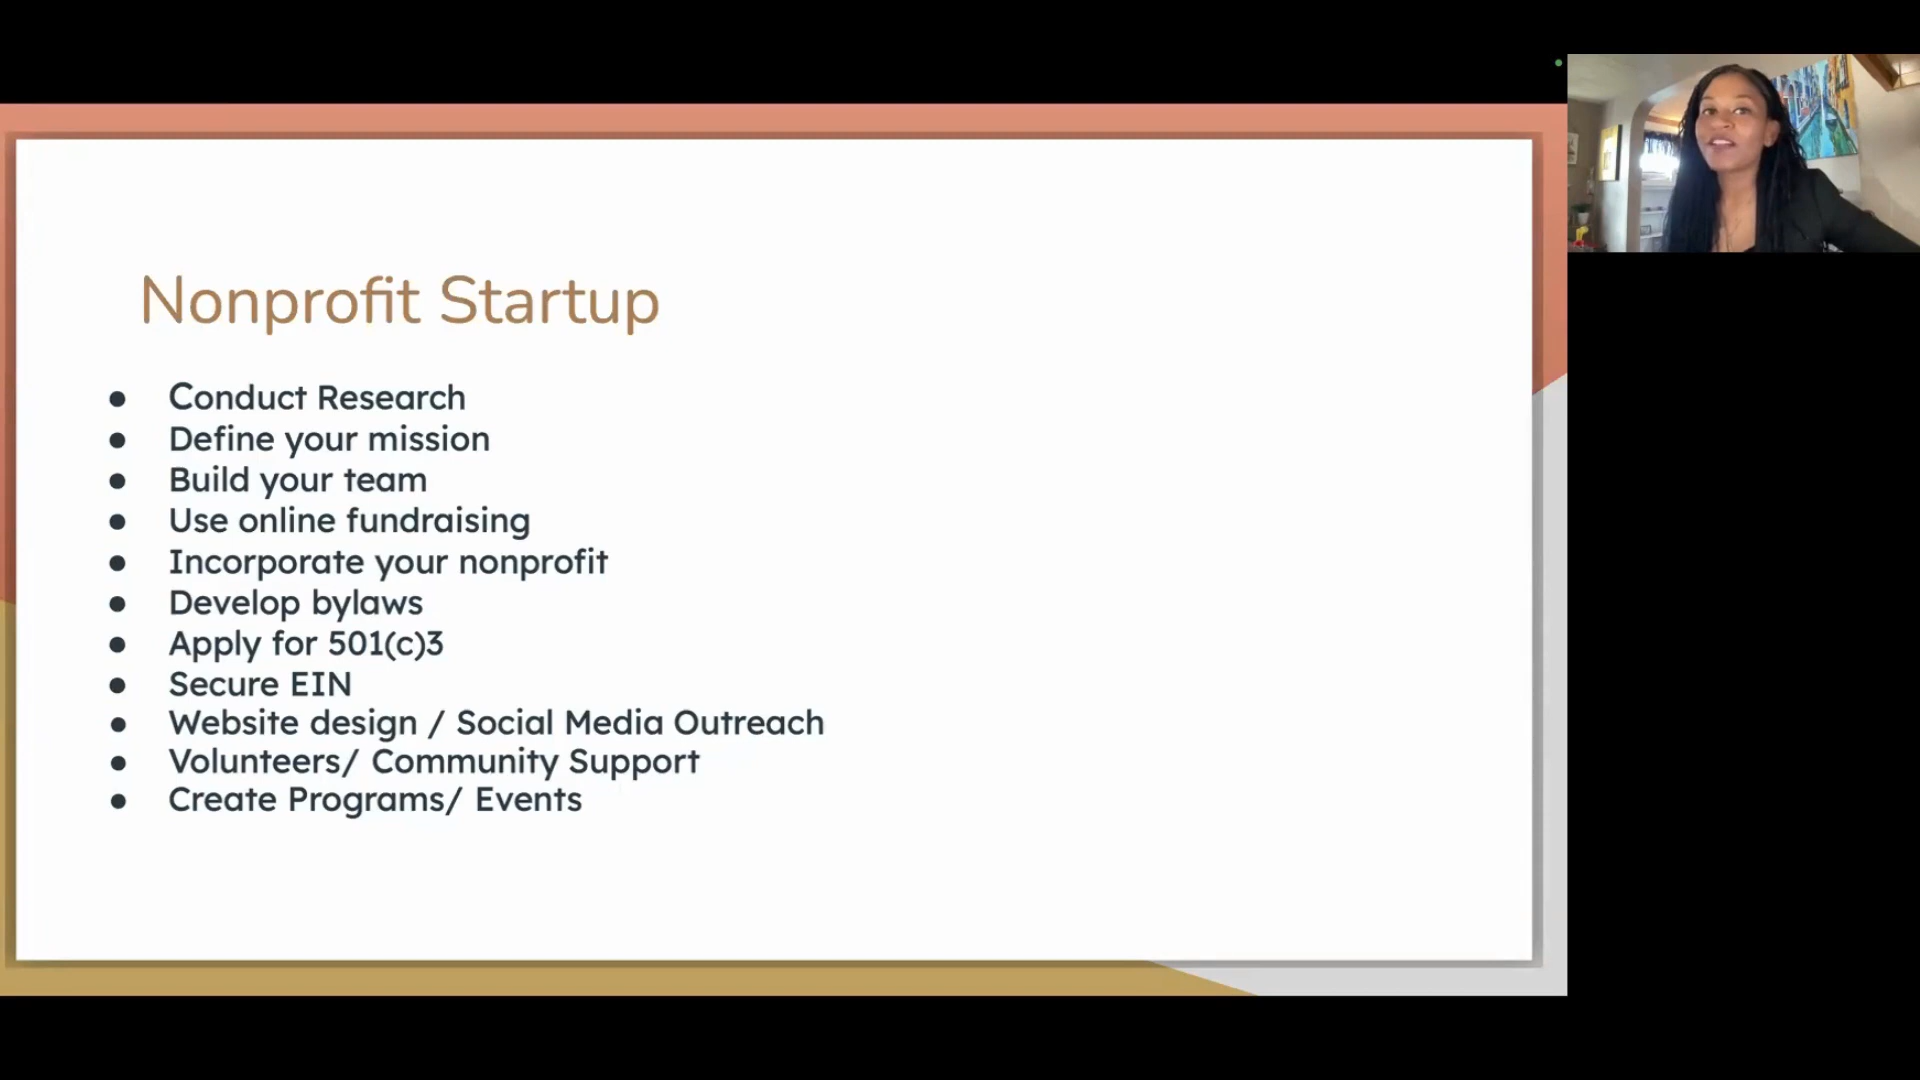 Nonprofit Startup
● Conduct Research
● Define your mission
● Build your team
● Use online fundraising
● Incorporate your nonprofit
● Develop bylaws
● Apply for 501(c)3
● Secure EIN
● Website design / Social Media Outreach
● Volunteers/ Community Support
● Create Programs/ Events